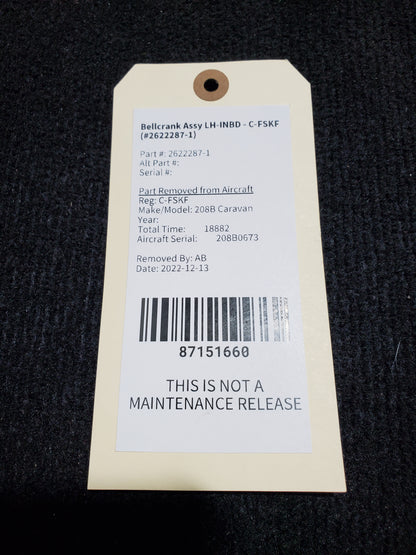 Bellcrank Assy LH-INBD - C-FSKF
(#2622287-1)
Part #: 2622287-1
Alt Part #:
Serial #:
Part Removed from Aircraft
Reg: C-FSKF
Make/Model: 208B Caravan
Year:
Total Time: 18882
Aircraft Serial: 208B0673
Removed By: AB
Date: 2022-12-13
87151660
THIS IS NOT A
MAINTENANCE RELEASE